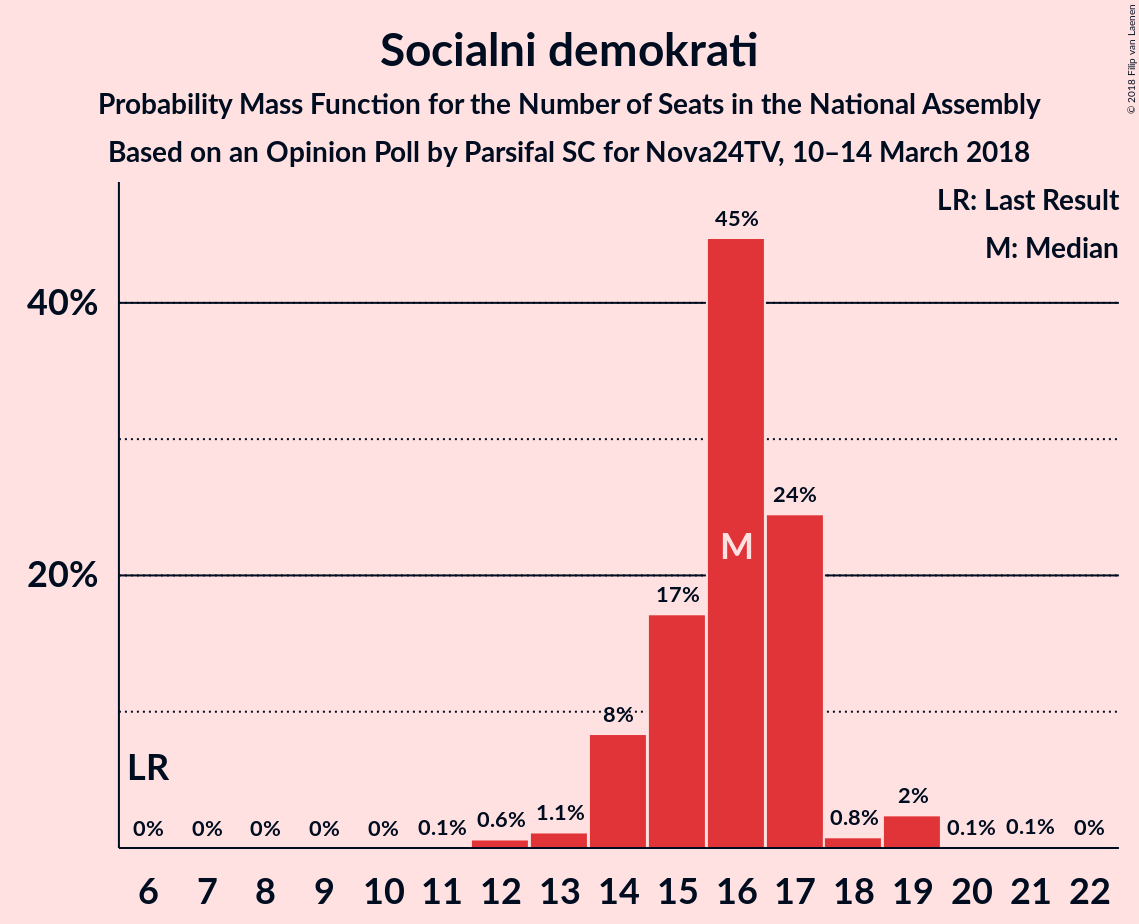 Socialni demokrati
Probability Mass Function for the Number of Seats in the National Assembly
Based on an Opinion Poll by Parsifal SC for Nova24TV, 10–14 March 2018
© 2018 Filip van Laenen
LR: Last Result
M: Median
40%
20%
LR
0%
0%
0%
0%
0%
0.1%
0.6%
1.1%
8%
17%
45%
M
24%
0.8%
2%
0.1%
0.1%
0%
6 7 8 9 10 11 12 13 14 15 16 17 18 19 20 21 22